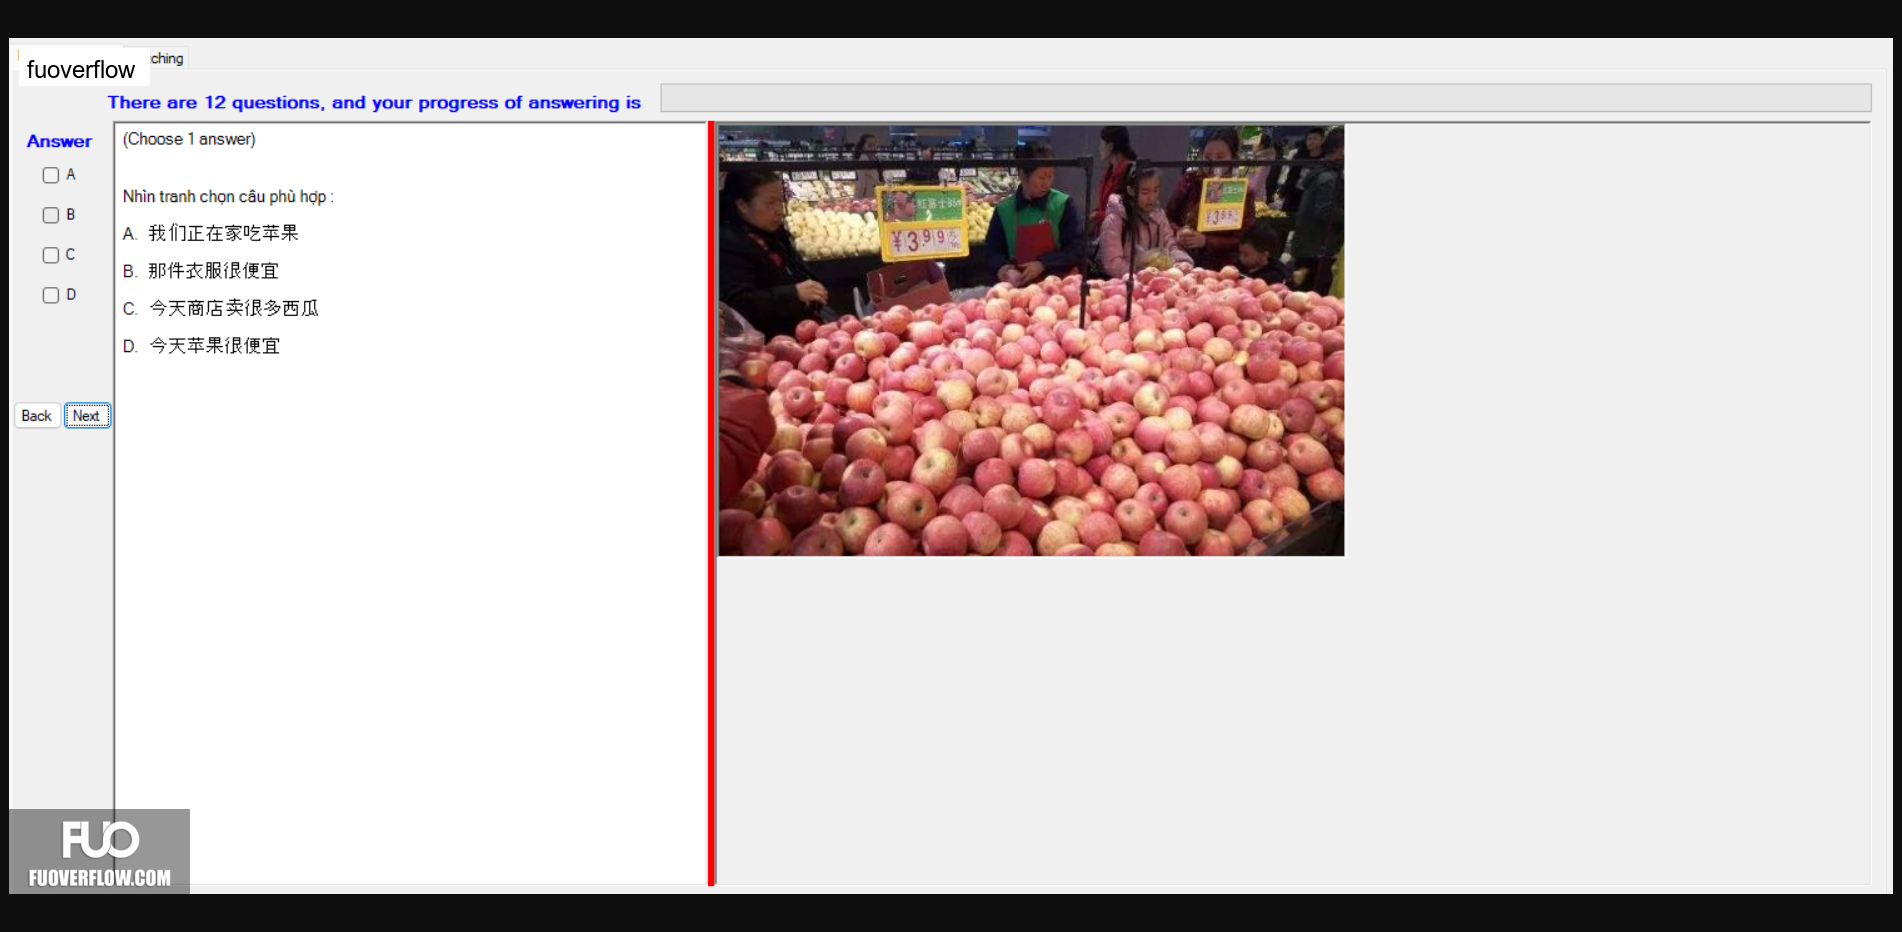 ching
fuoverflow
There are 12 questions, and your progress of answering is
Answer
A
B
C
D
Back
Next
(Choose 1 answer)
Nhìn tranh chọn câu phù hợp :
A. 我们正在家吃苹果
B. 那件衣服很便宜
C. 今天商店卖很多西瓜
D. 今天苹果很便宜
¥3.99
FUO
FUOVERFLOW.COM